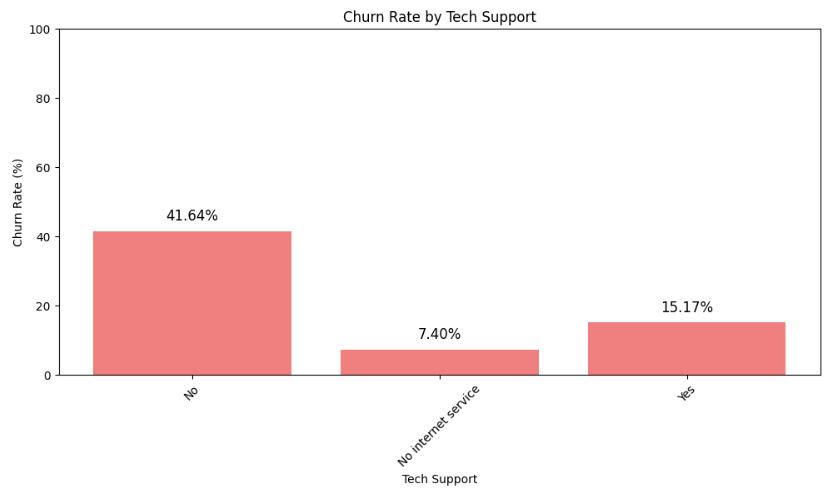 Churn Rate by Tech Support
Churn Rate (%)
100
80
60
40
20
0
41.64%
7.40%
15.17%
No
No internet service
Yes
Tech Support